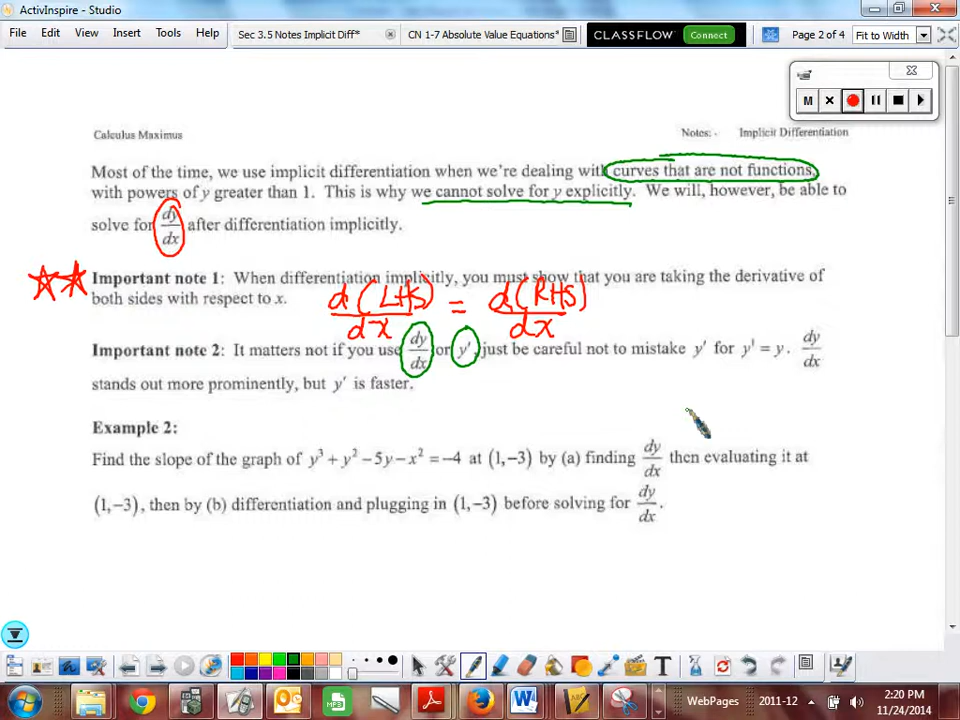 ActivInspire - Studio
File Edit View Insert Tools Help Sec 3.5 Notes Implicit Diff* CN 1-7 Absolute Value Equations* CLASSFLOW Connect Page 2 of 4 Fit to Width
M
Calculus Maximus Notes: Implicit Differentiation
Most of the time, we use implicit differentiation when we're dealing with curves that are not functions,
with powers of y greater than 1. This is why we cannot solve for y explicitly. We will, however, be able to
solve for dy/dx after differentiation implicitly.
Important note 1: When differentiation implicitly, you must show that you are taking the derivative of
both sides with respect to x.
d(LHS)/dx = d(RHS)/dx
Important note 2: It matters not if you use dy/dx or y′, just be careful not to mistake y′ for y¹ = y. dy/dx
stands out more prominently, but y′ is faster.
Example 2:
Find the slope of the graph of y³ + y² − 5y − x² = −4 at (1,−3) by (a) finding dy/dx then evaluating it at
(1,−3), then by (b) differentiation and plugging in (1,−3) before solving for dy/dx.
WebPages 2011-12 2:20 PM
11/24/2014